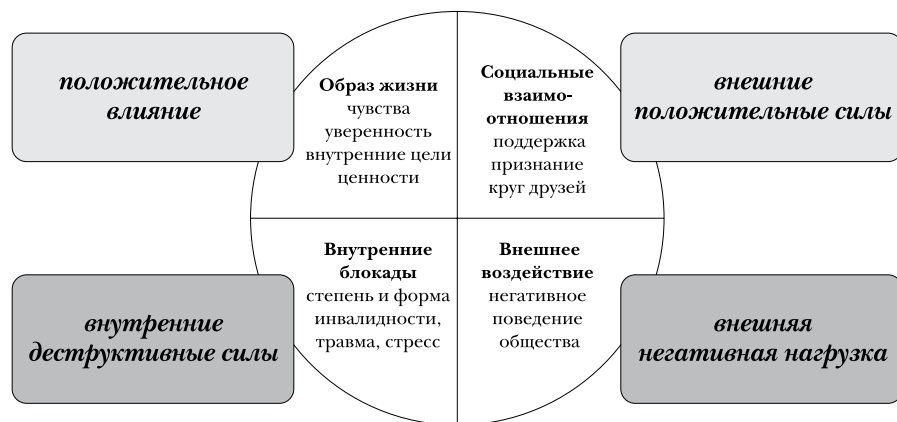 положительное
влияние
Образ жизни
чувства
уверенность
внутренние цели
ценности
Социальные
взаимо-
отношения
поддержка
признание
круг друзей
внешние
положительные силы
внутренние
деструктивные силы
Внутренние
блокады
степень и форма
инвалидности,
травма, стресс
Внешнее
воздействие
негативное
поведение
общества
внешняя
негативная нагрузка